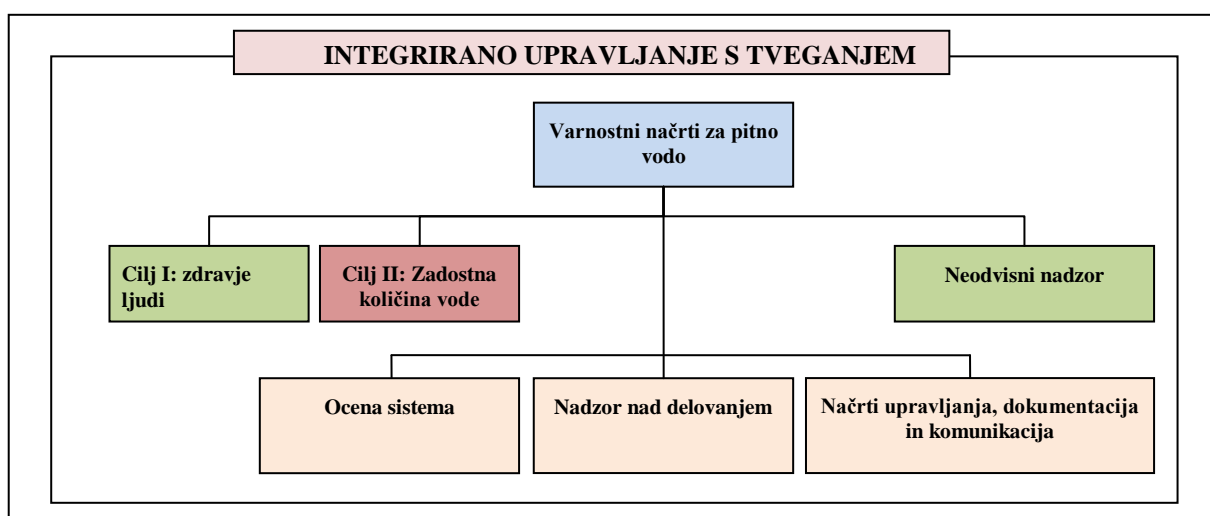 INTEGRIRANO UPRAVLJANJE S TVEGANJEM
Varnostni načrti za pitno
vodo
Cilj I: zdravje
ljudi
Cilj II: Zadostna
količina vode
Neodvisni nadzor
Ocena sistema
Nadzor nad delovanjem
Načrti upravljanja, dokumentacija
in komunikacija